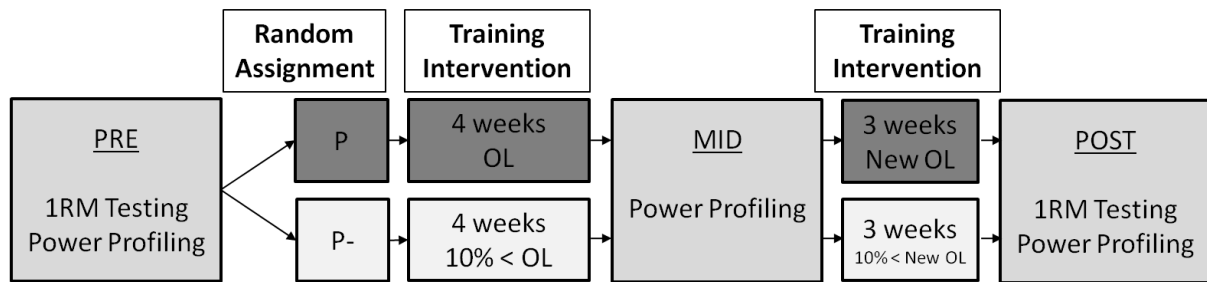 Random
Assignment
Training
Intervention
Training
Intervention
PRE
1RM Testing
Power Profiling
P
4 weeks
OL
P-
4 weeks
10% < OL
MID
Power Profiling
3 weeks
New OL
3 weeks
10% < New OL
POST
1RM Testing
Power Profiling